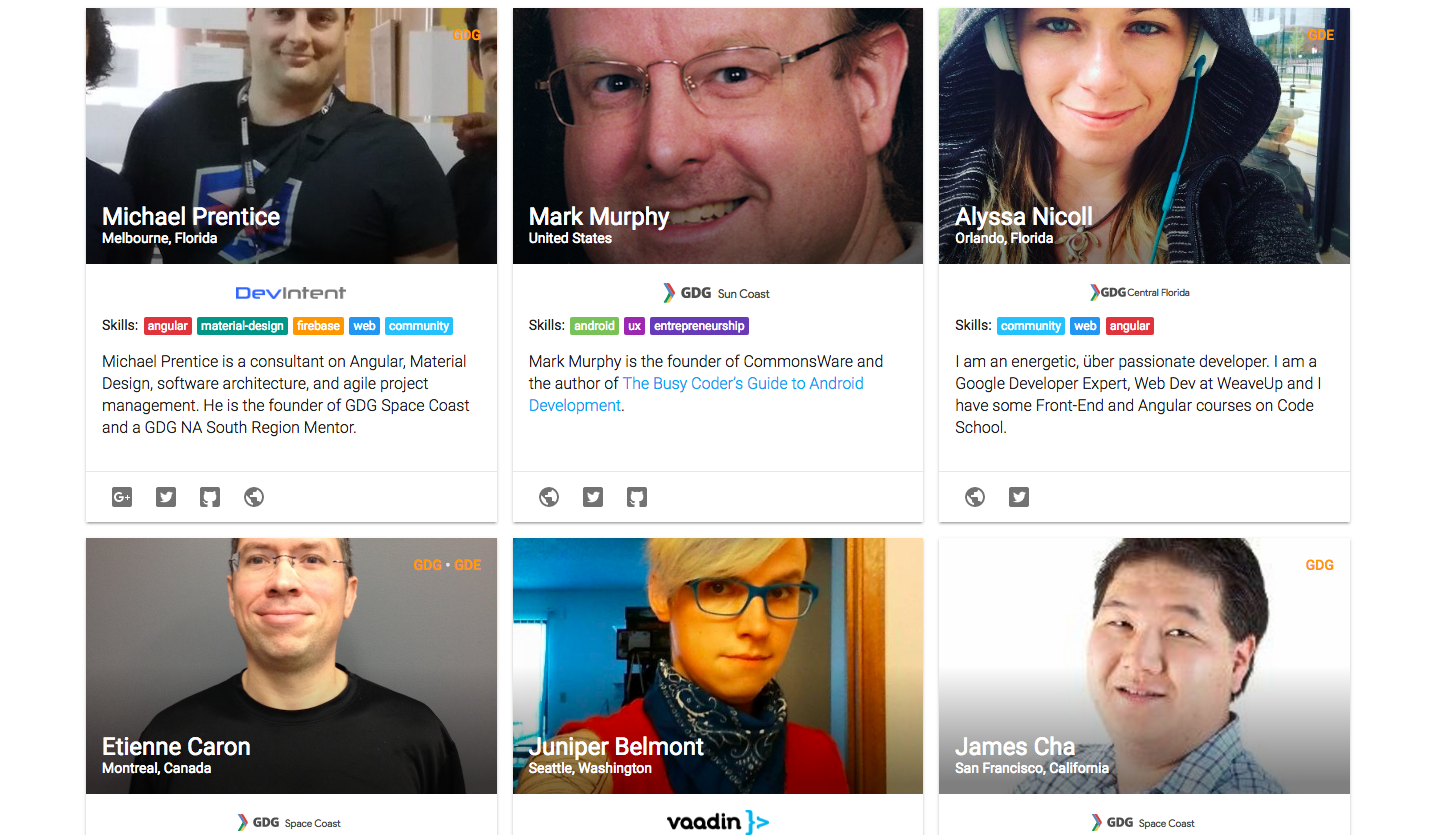 GDG
Michael Prentice
Melbourne, Florida
DevIntent
Skills: angular material-design firebase web community
Michael Prentice is a consultant on Angular, Material
Design, software architecture, and agile project
management. He is the founder of GDG Space Coast
and a GDG NA South Region Mentor.
G+
Mark Murphy
United States
GDG Sun Coast
Skills: android ux entrepreneurship
Mark Murphy is the founder of CommonsWare and
the author of The Busy Coder's Guide to Android
Development.
GDE
Alyssa Nicoll
Orlando, Florida
GDG Central Florida
Skills: community web angular
I am an energetic, über passionate developer. I am a
Google Developer Expert, Web Dev at WeaveUp and I
have some Front-End and Angular courses on Code
School.
GDG • GDE
Etienne Caron
Montreal, Canada
GDG Space Coast
Juniper Belmont
Seattle, Washington
vaadin }>
GDG
James Cha
San Francisco, California
GDG Space Coast